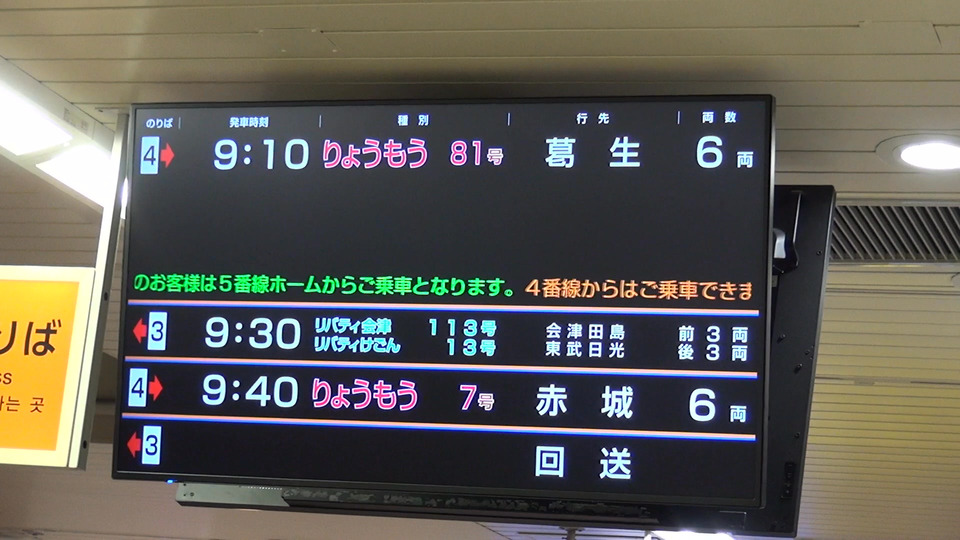 のりば 発車時刻 種別 行先 両数
4 9:10 りょうもう 81号 葛生 6両
のお客様は5番線ホームからご乗車となります。 4番線からはご乗車できま
3 9:30 リバティ会津 113号 会津田島 前3両
リバティけごん 13号 東武日光 後3両
4 9:40 りょうもう 7号 赤城 6両
3 回送
りば
ss
는 곳